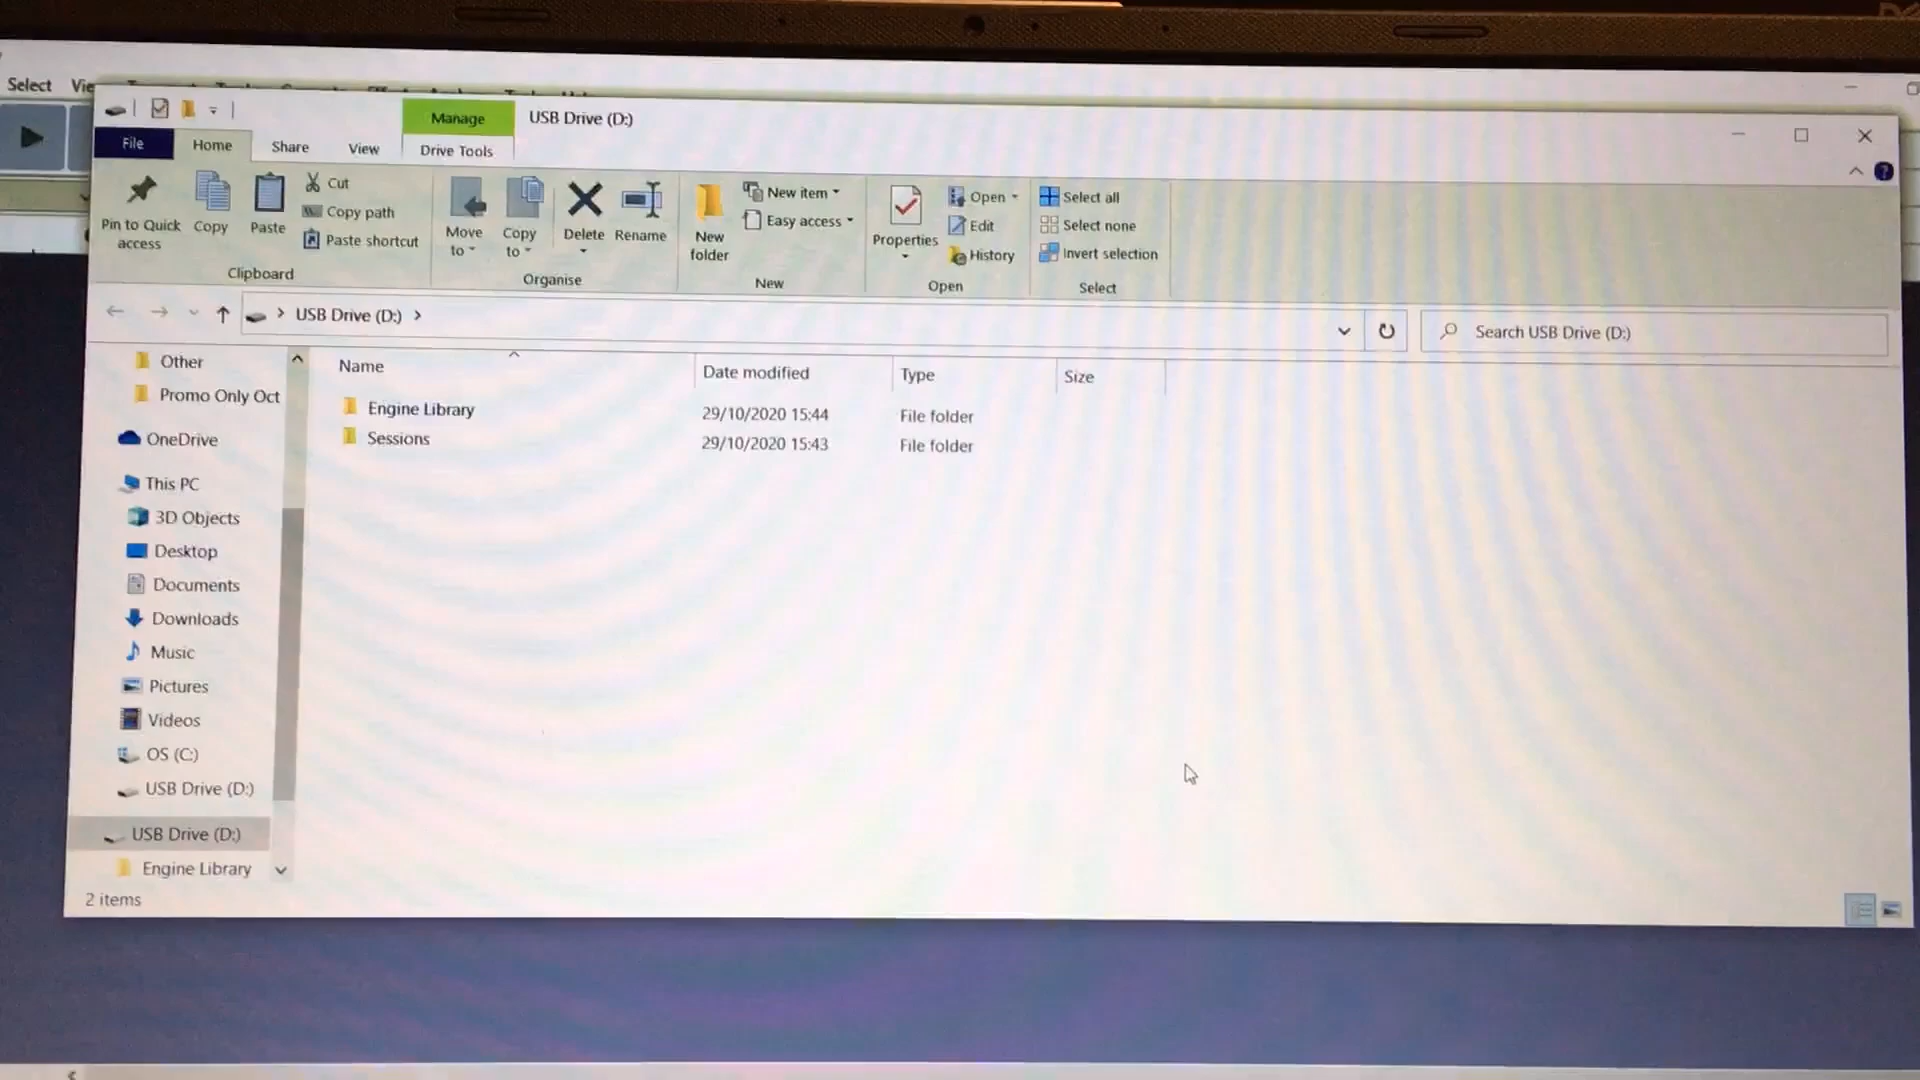 Select
Manage
USB Drive (D:)
File
Home
Share
View
Drive Tools
Pin to Quick access
Copy
Paste
Cut
Copy path
Paste shortcut
Clipboard
Move to
Copy to
Delete
Rename
Organise
New folder
New item
Easy access
New
Properties
Open
Edit
History
Open
Select all
Select none
Invert selection
Select
USB Drive (D:)
Search USB Drive (D:)
Name
Date modified
Type
Size
Engine Library
29/10/2020 15:44
File folder
Sessions
29/10/2020 15:43
File folder
Other
Promo Only Oct
OneDrive
This PC
3D Objects
Desktop
Documents
Downloads
Music
Pictures
Videos
OS (C:)
USB Drive (D:)
USB Drive (D:)
Engine Library
2 items